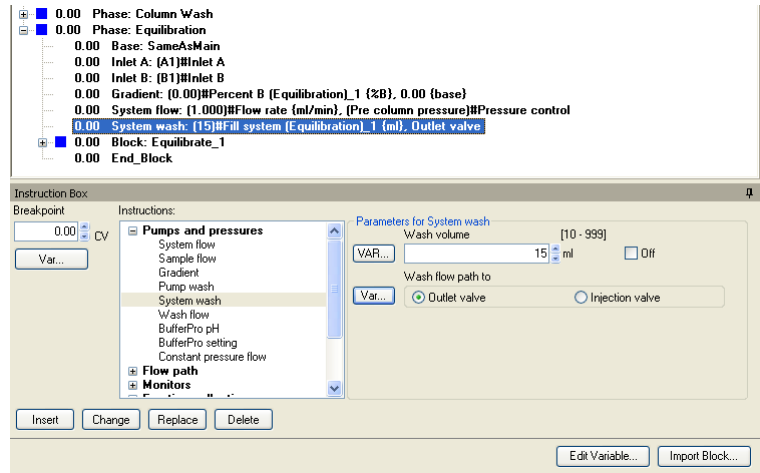 0.00 Phase: Column Wash
0.00 Phase: Equilibration
0.00 Base: SameAsMain
0.00 Inlet A: (A1)#Inlet A
0.00 Inlet B: (B1)#Inlet B
0.00 Gradient: (0.00)#Percent B (Equilibration)_1 {%B}, 0.00 {base}
0.00 System flow: (1.000)#Flow rate {ml/min}, (Pre column pressure)#Pressure control
0.00 System wash: (15)#Fill system (Equilibration)_1 {ml}, Outlet valve
0.00 Block: Equilibrate_1
0.00 End_Block
Instruction Box
Breakpoint
0.00 CV
Var...
Instructions:
Pumps and pressures
System flow
Sample flow
Gradient
Pump wash
System wash
Wash flow
BufferPro pH
BufferPro setting
Constant pressure flow
Flow path
Monitors
Parameters for System wash
Wash volume [10 - 999]
VAR... 15 ml Off
Wash flow path to
Var... Outlet valve Injection valve
Insert Change Replace Delete
Edit Variable... Import Block...